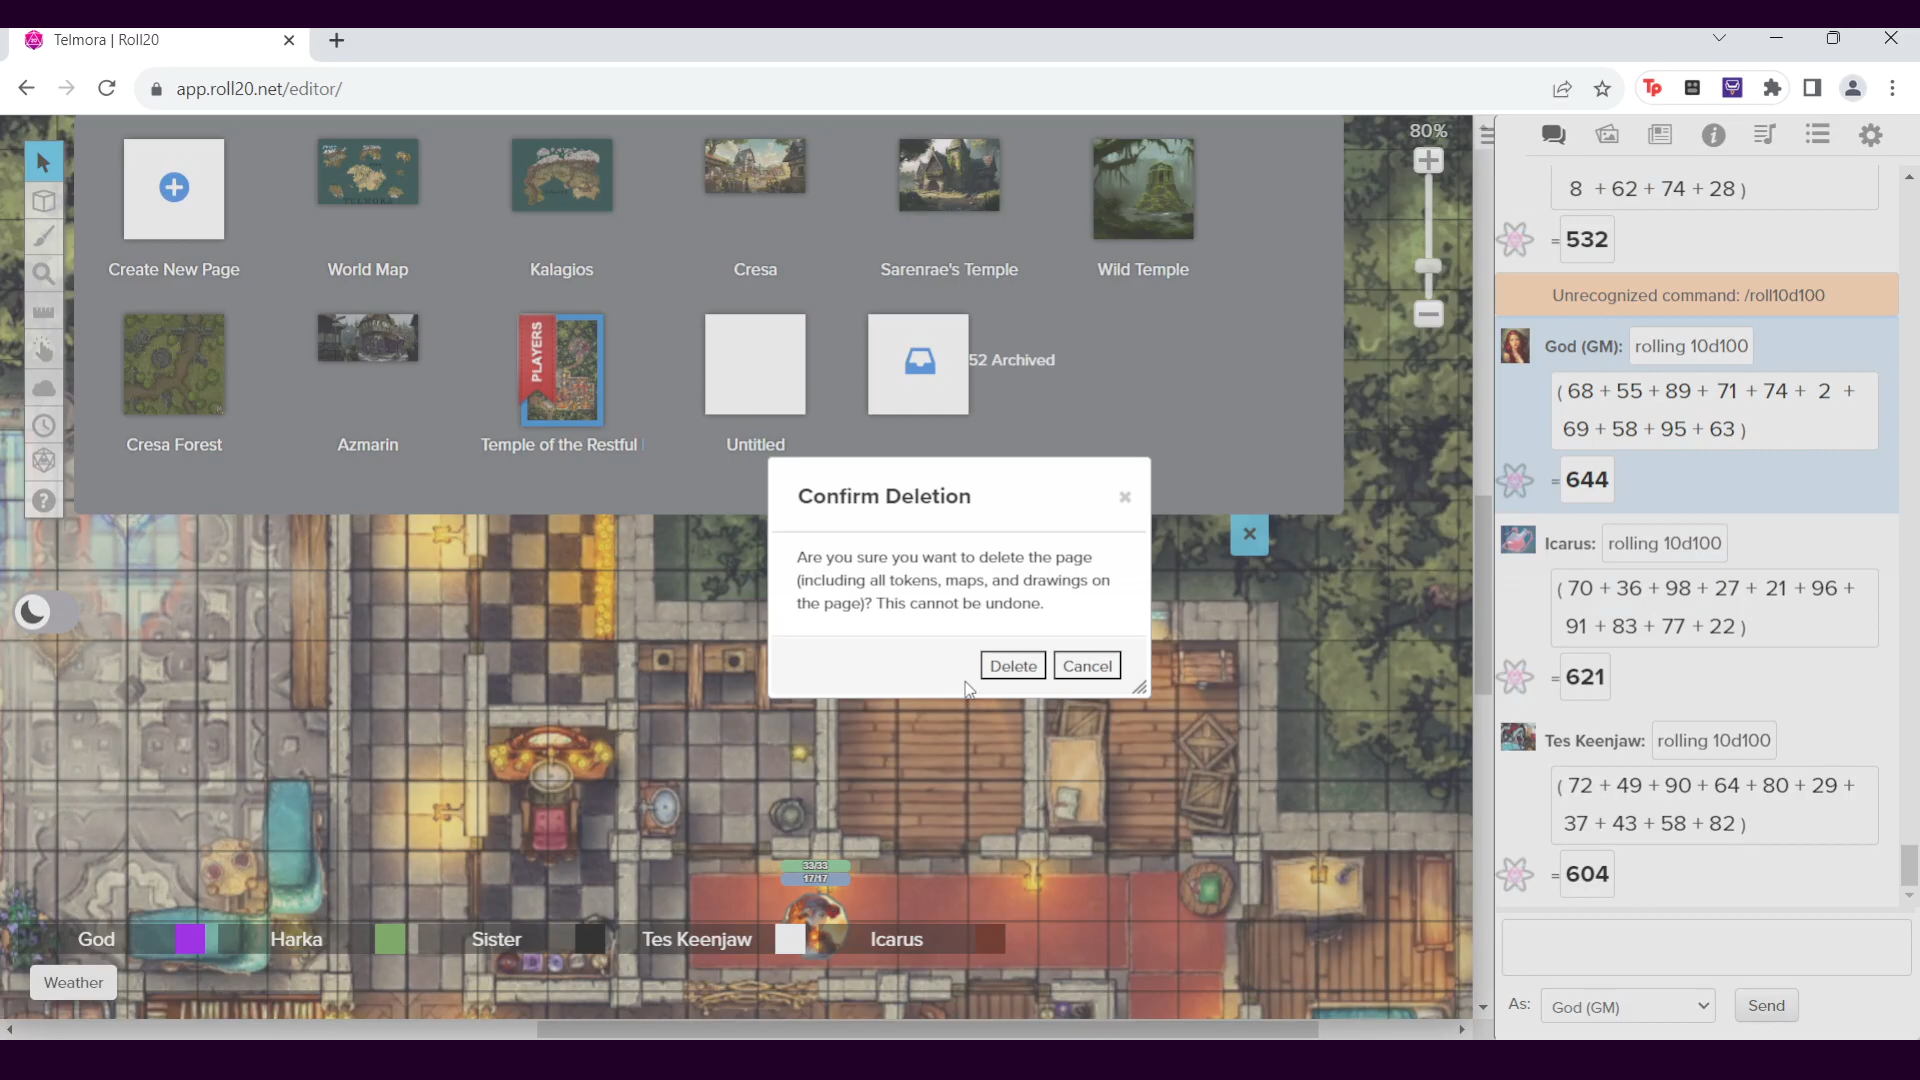 Telmora | Roll20
app.roll20.net/editor/
Tp
80%
TELMORA
Create New Page
World Map
Kalagios
Cresa
Sarenrae's Temple
Wild Temple
PLAYERS
52 Archived
Cresa Forest
Azmarin
Temple of the Restful
Untitled
Confirm Deletion
Are you sure you want to delete the page
(including all tokens, maps, and drawings on
the page)? This cannot be undone.
Delete
Cancel
33/33
17/17
God
Harka
Sister
Tes Keenjaw
Icarus
Weather
8 + 62 + 74 + 28 )
= 532
Unrecognized command: /roll10d100
God (GM): rolling 10d100
( 68 + 55 + 89 + 71 + 74 + 2 +
69 + 58 + 95 + 63 )
= 644
Icarus: rolling 10d100
( 70 + 36 + 98 + 27 + 21 + 96 +
91 + 83 + 77 + 22 )
= 621
Tes Keenjaw: rolling 10d100
( 72 + 49 + 90 + 64 + 80 + 29 +
37 + 43 + 58 + 82 )
= 604
As: God (GM)
Send